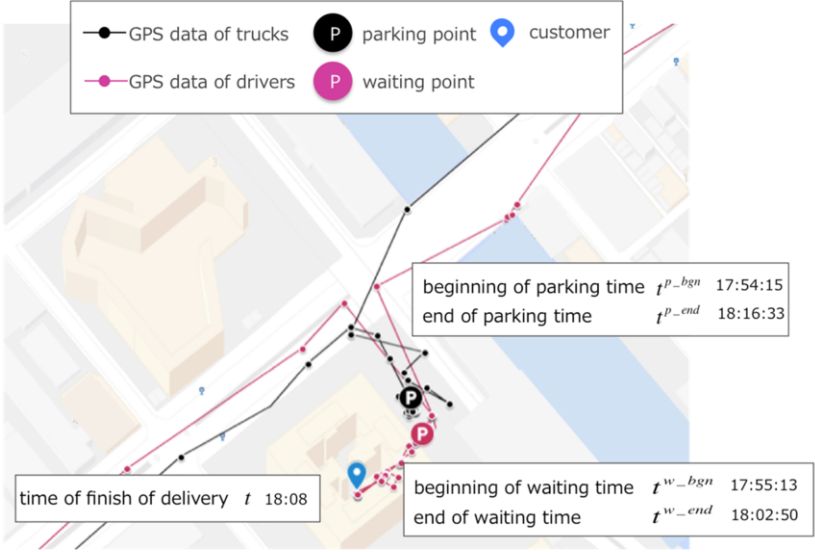 GPS data of trucks P parking point customer
GPS data of drivers P waiting point
3
beginning of parking time t^{p_bgn} 17:54:15
end of parking time t^{p_end} 18:16:33
P
P
time of finish of delivery t 18:08
beginning of waiting time t^{w_bgn} 17:55:13
end of waiting time t^{w_end} 18:02:50